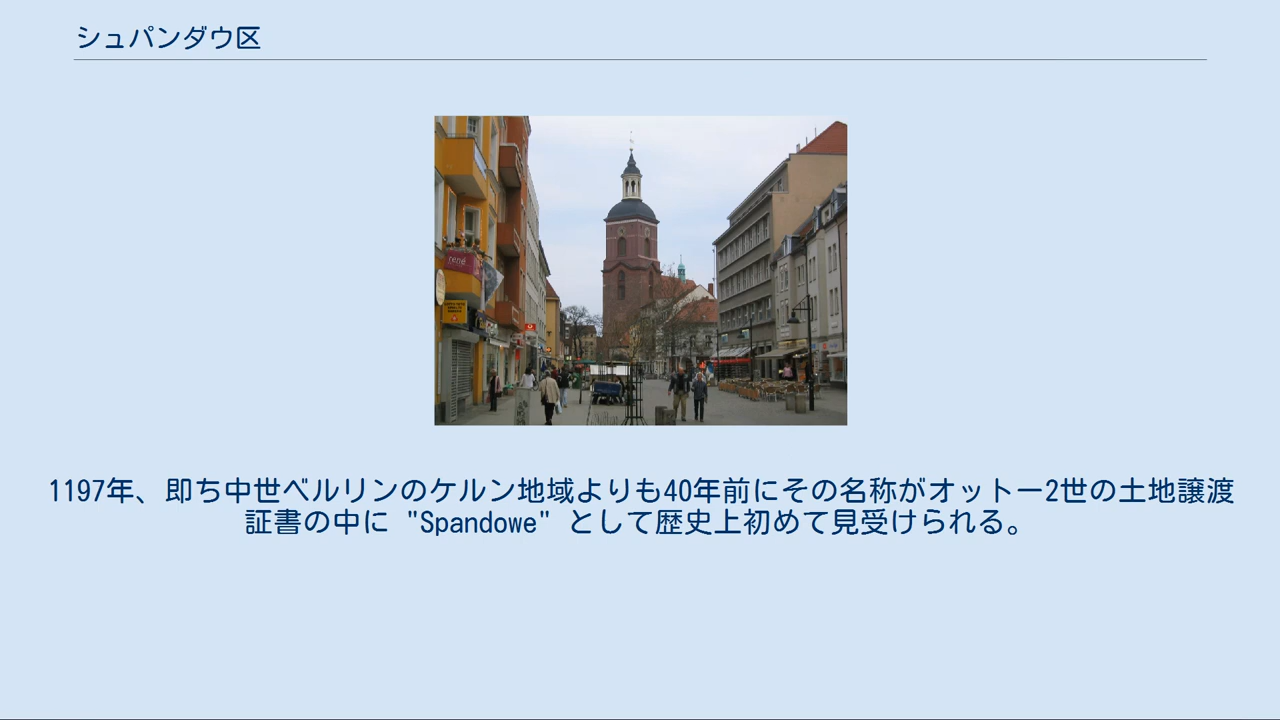 シュパンダウ区
rené
1197年、即ち中世ベルリンのケルン地域よりも40年前にその名称がオットー2世の土地譲渡
証書の中に "Spandowe" として歴史上初めて見受けられる。